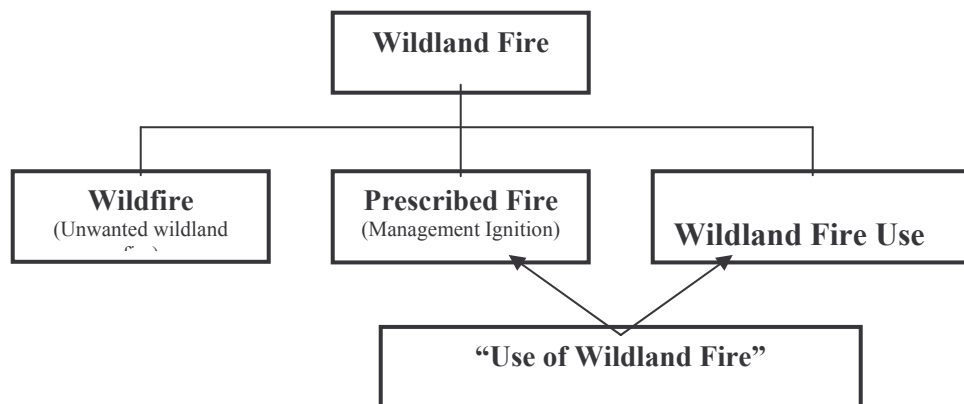 Wildland Fire
Wildfire
(Unwanted wildland
Prescribed Fire
(Management Ignition)
Wildland Fire Use
“Use of Wildland Fire”